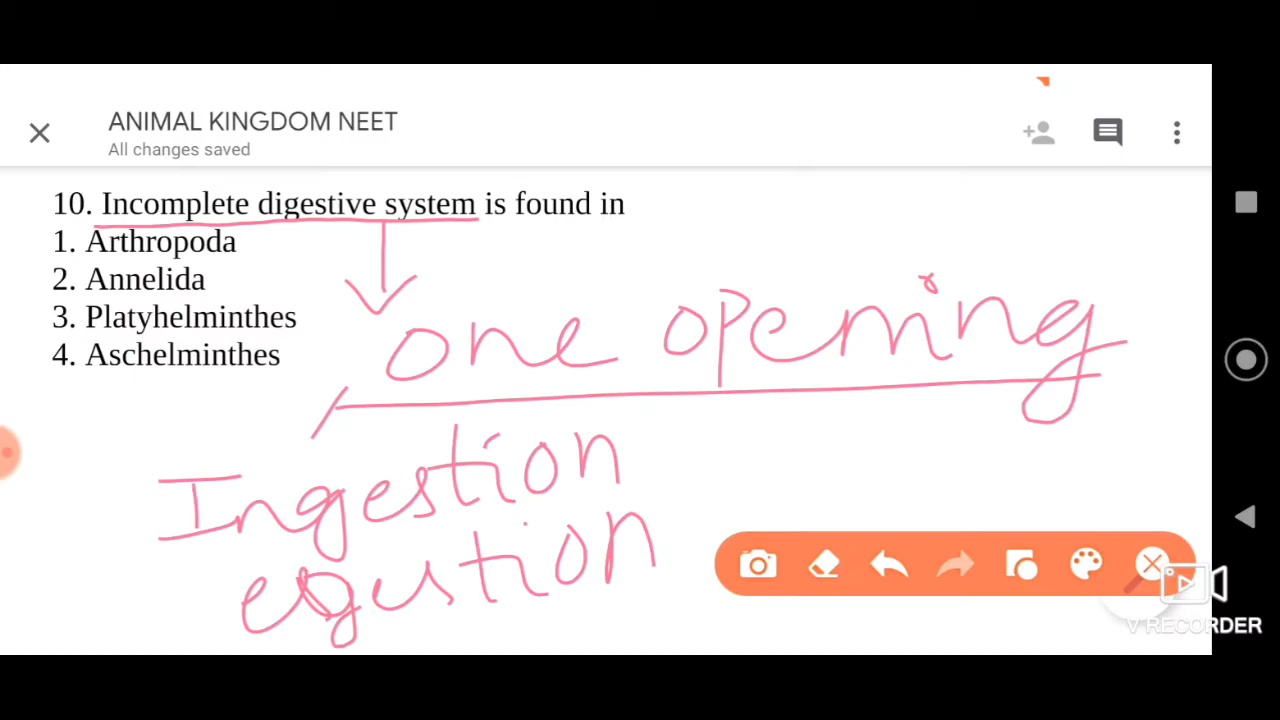 ANIMAL KINGDOM NEET
All changes saved
10. Incomplete digestive system is found in
1. Arthropoda
2. Annelida
3. Platyhelminthes
4. Aschelminthes
one opening
Ingestion
egestion
V RECORDER